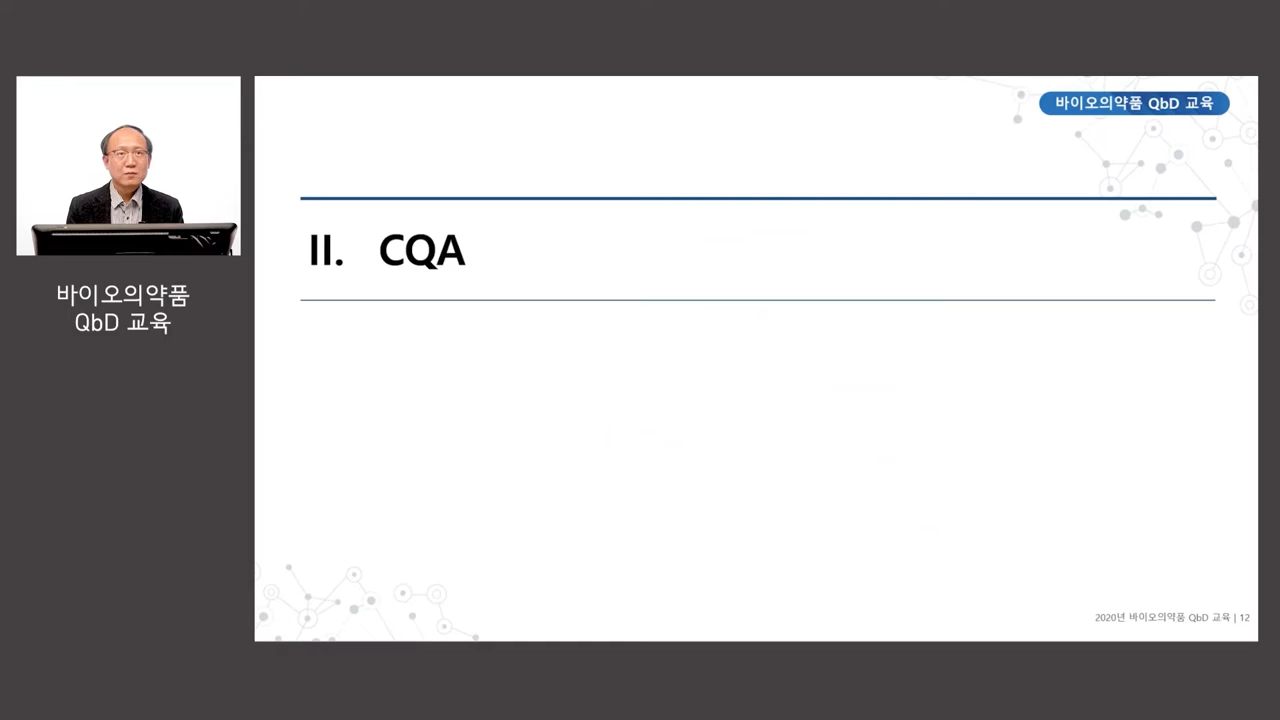 바이오의약품 QbD 교육
II. CQA
바이오의약품
QbD 교육
2020년 바이오의약품 QbD 교육 | 12